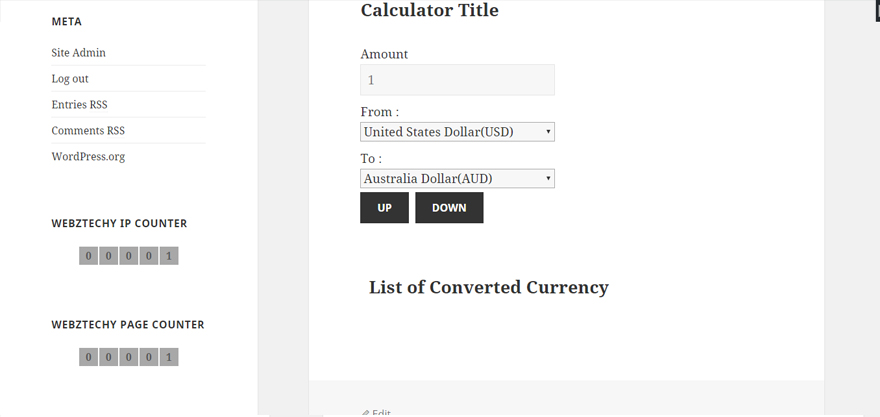 META
Site Admin
Log out
Entries RSS
Comments RSS
WordPress.org
WEBZTECHY IP COUNTER
0 0 0 0 1
WEBZTECHY PAGE COUNTER
0 0 0 0 1
Calculator Title
Amount
1
From :
United States Dollar(USD)
To :
Australia Dollar(AUD)
UP DOWN
List of Converted Currency
Edit